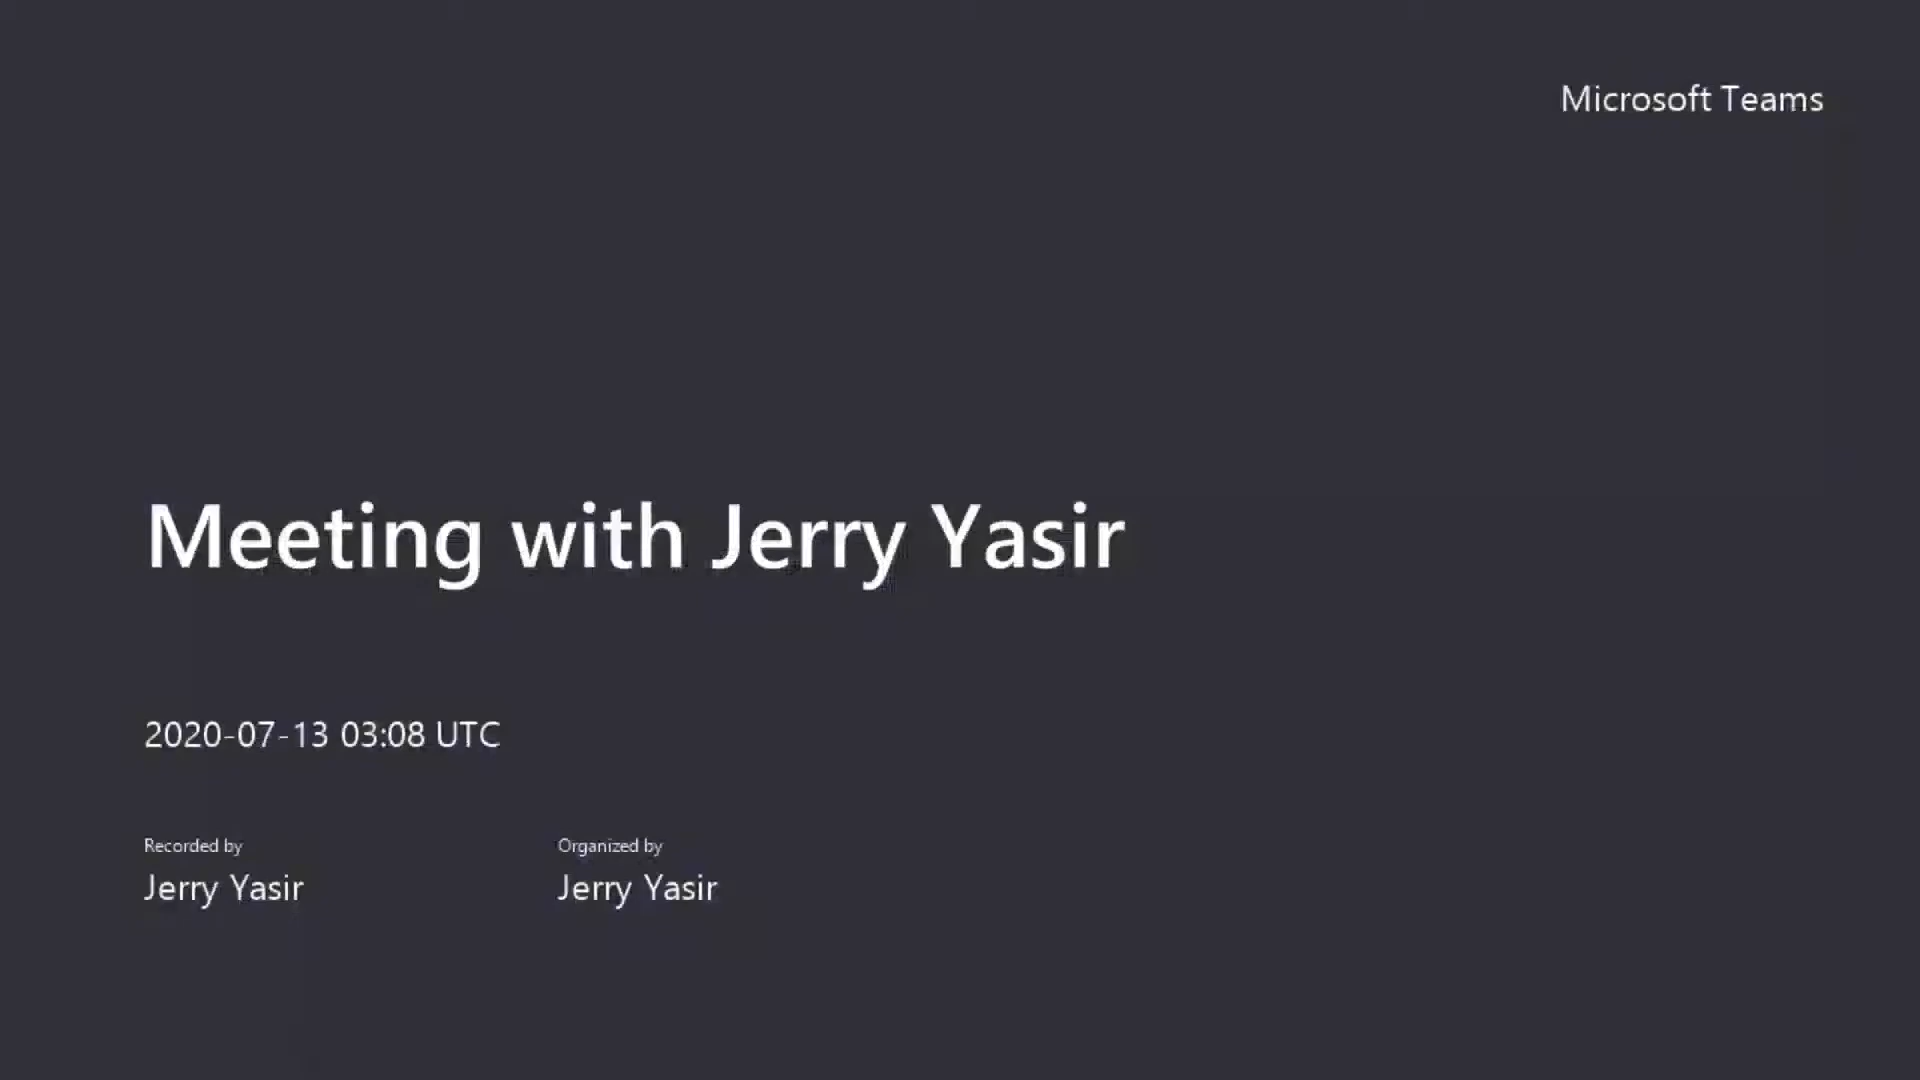 Microsoft Teams
Meeting with Jerry Yasir
2020-07-13 03:08 UTC
Recorded by
Jerry Yasir
Organized by
Jerry Yasir